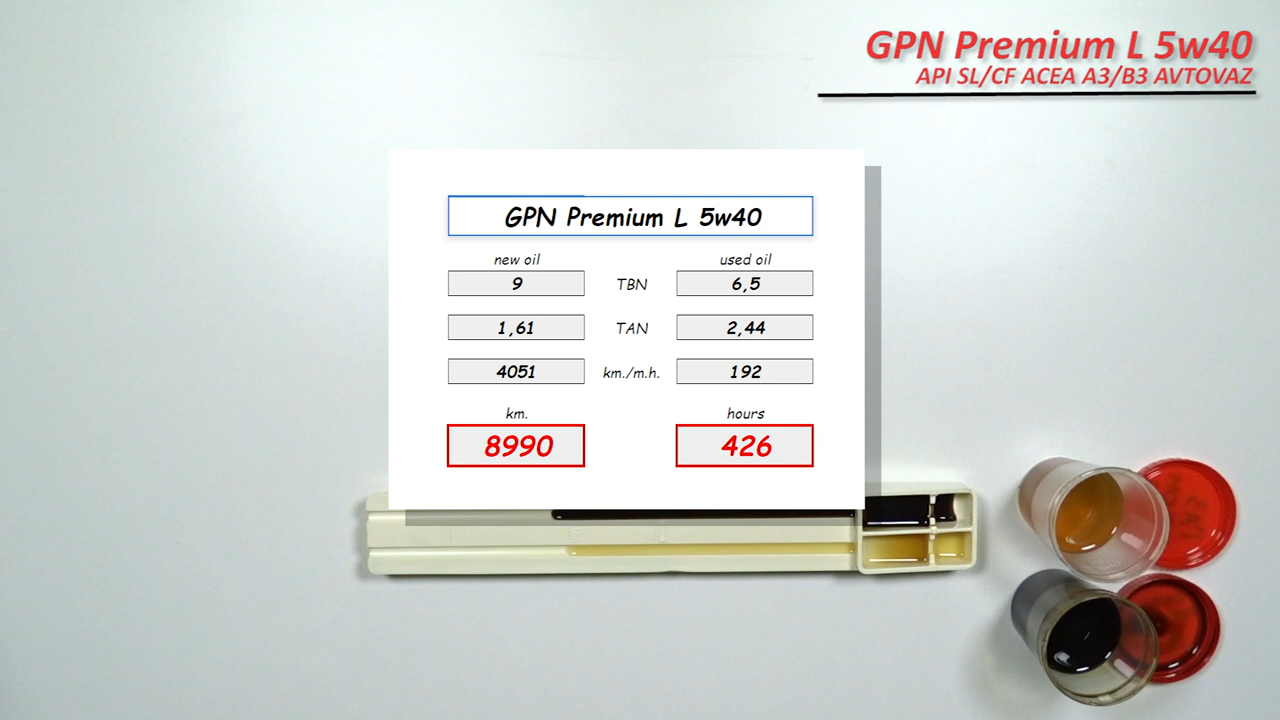 GPN Premium L 5w40
API SL/CF ACEA A3/B3 AVTOVAZ
GPN Premium L 5w40
new oil used oil
9 TBN 6,5
1,61 TAN 2,44
4051 km./m.h. 192
km. hours
8990 426